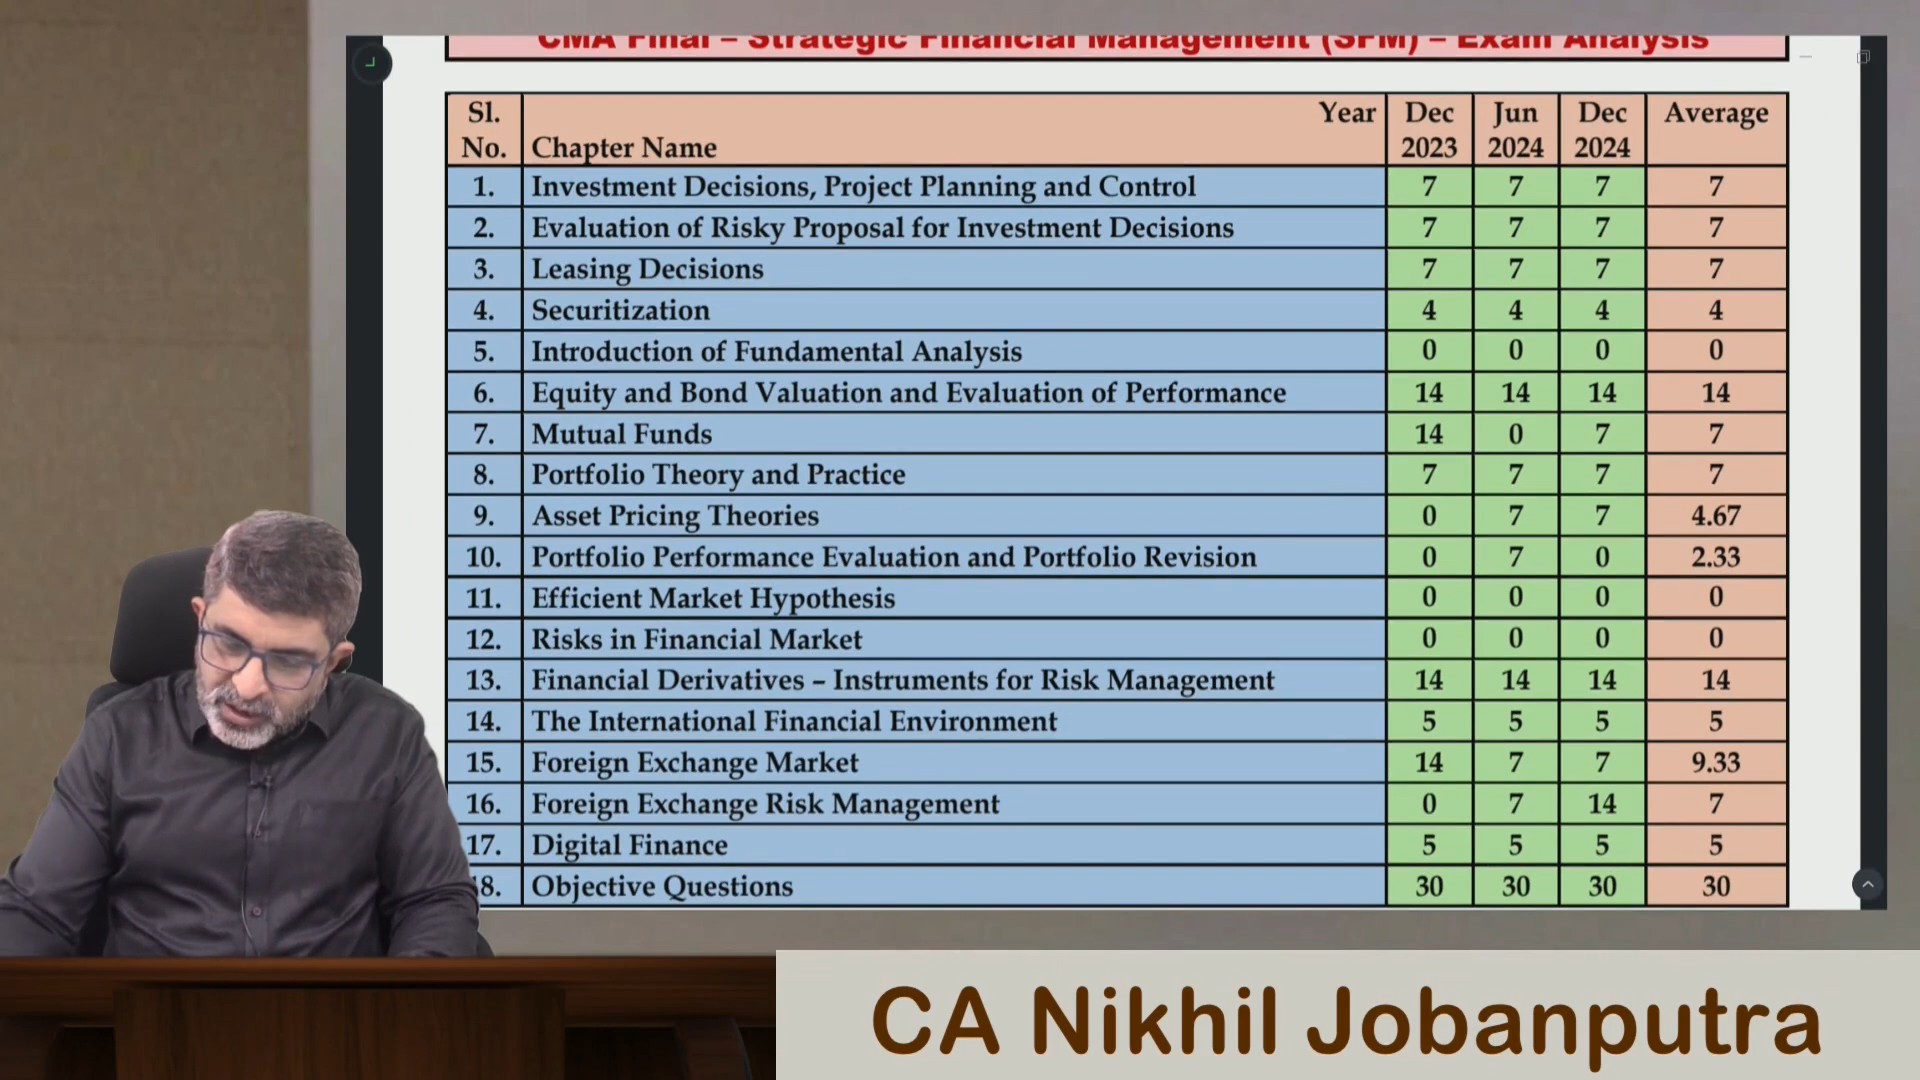 CMA Final – Strategic Financial Management (SFM) – Exam Analysis
Sl. No. Chapter Name Year Dec 2023 Jun 2024 Dec 2024 Average
1. Investment Decisions, Project Planning and Control 7 7 7 7
2. Evaluation of Risky Proposal for Investment Decisions 7 7 7 7
3. Leasing Decisions 7 7 7 7
4. Securitization 4 4 4 4
5. Introduction of Fundamental Analysis 0 0 0 0
6. Equity and Bond Valuation and Evaluation of Performance 14 14 14 14
7. Mutual Funds 14 0 7 7
8. Portfolio Theory and Practice 7 7 7 7
9. Asset Pricing Theories 0 7 7 4.67
10. Portfolio Performance Evaluation and Portfolio Revision 0 7 0 2.33
11. Efficient Market Hypothesis 0 0 0 0
12. Risks in Financial Market 0 0 0 0
13. Financial Derivatives – Instruments for Risk Management 14 14 14 14
14. The International Financial Environment 5 5 5 5
15. Foreign Exchange Market 14 7 7 9.33
16. Foreign Exchange Risk Management 0 7 14 7
17. Digital Finance 5 5 5 5
8. Objective Questions 30 30 30 30
CA Nikhil Jobanputra